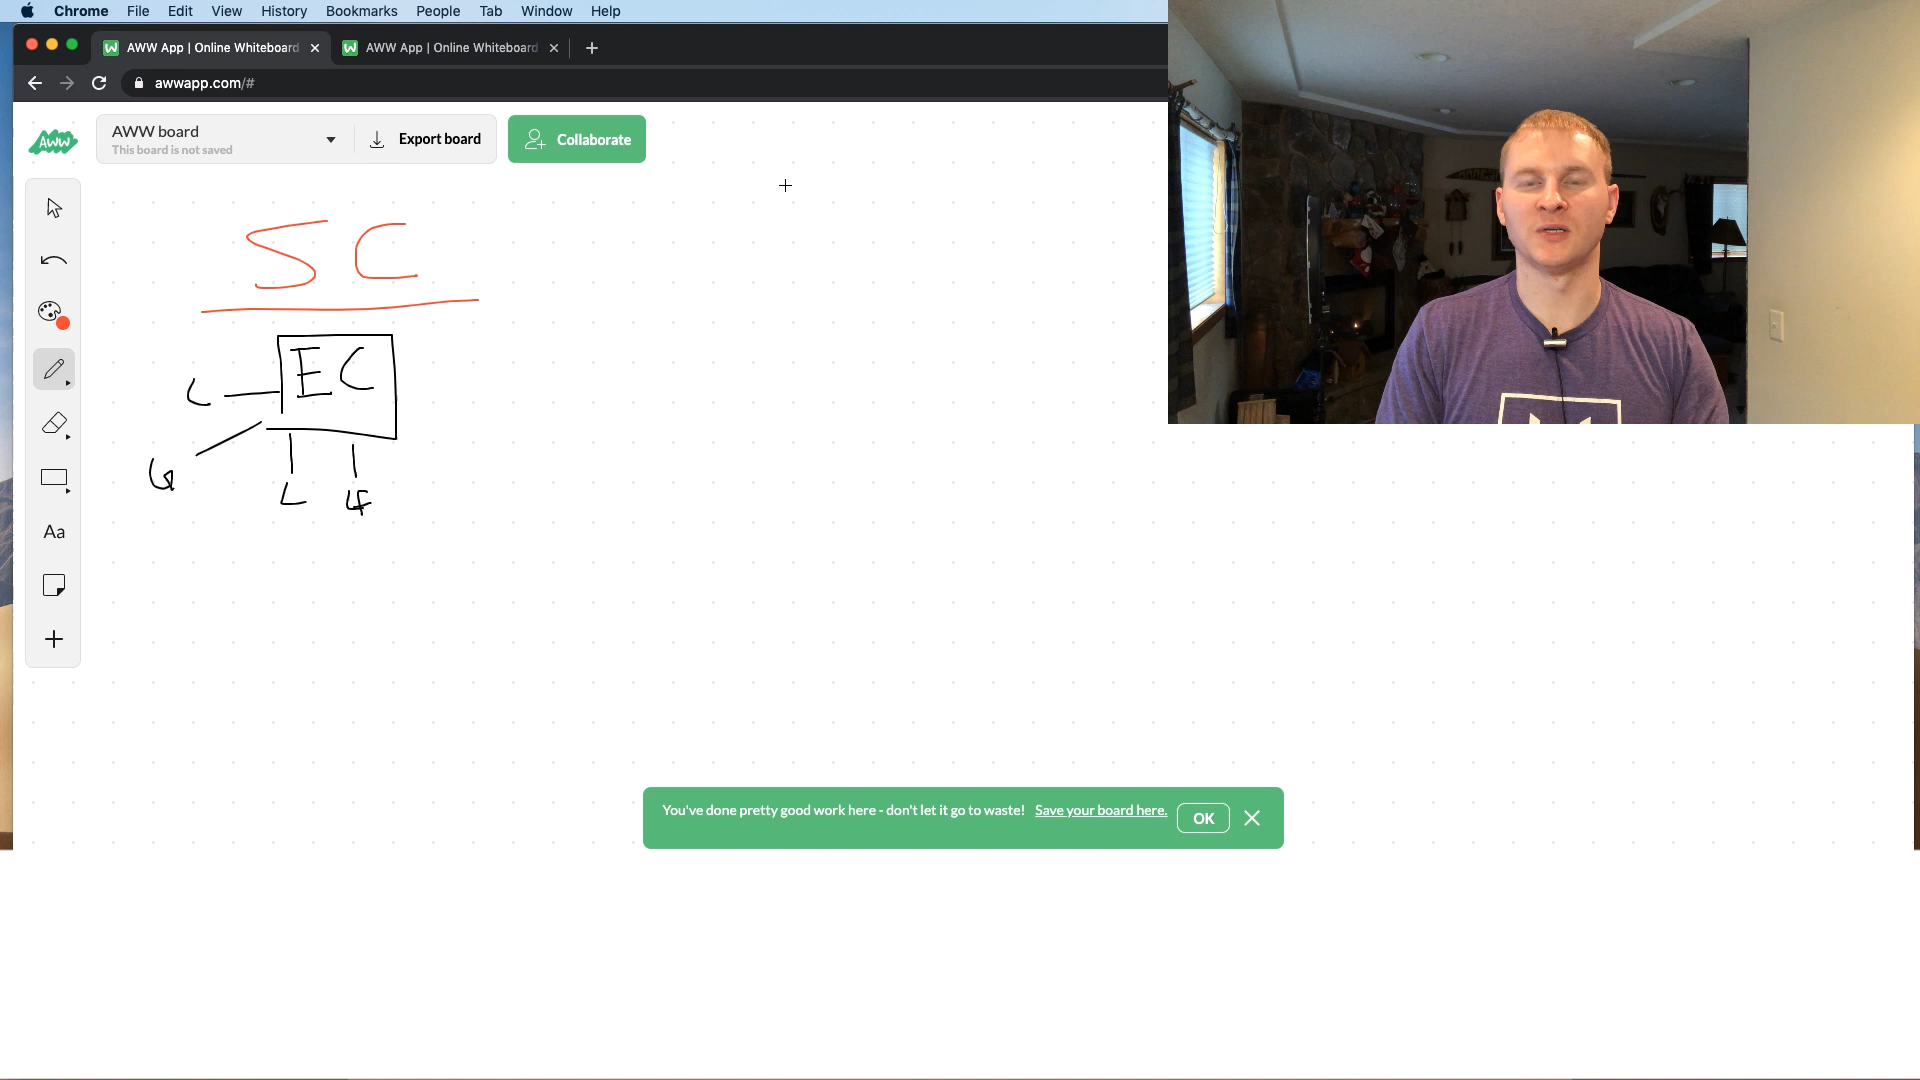 Chrome File Edit View History Bookmarks People Tab Window Help
AWW App | Online Whiteboard AWW App | Online Whiteboard
awwapp.com/#
AWW
AWW board
This board is not saved
Export board
Collaborate
SC
EC
C
G
L
Aa
You've done pretty good work here - don't let it go to waste! Save your board here. OK